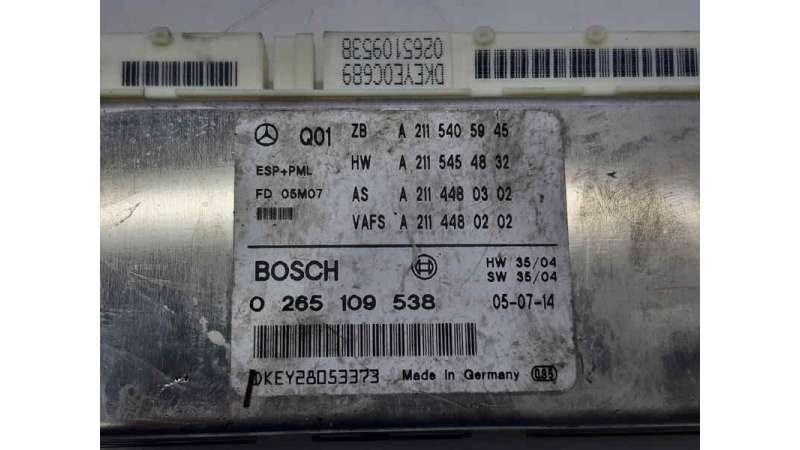 0265109538
DKEYE0C689
Q01 ZB A 211 540 59 45
ESP+PML HW A 211 545 48 32
FD 05M07 AS A 211 448 03 02
VAFS A 211 448 02 02
BOSCH HW 35/04
SW 35/04
0 265 109 538 05-07-14
DKEY28053373 Made in Germany 085